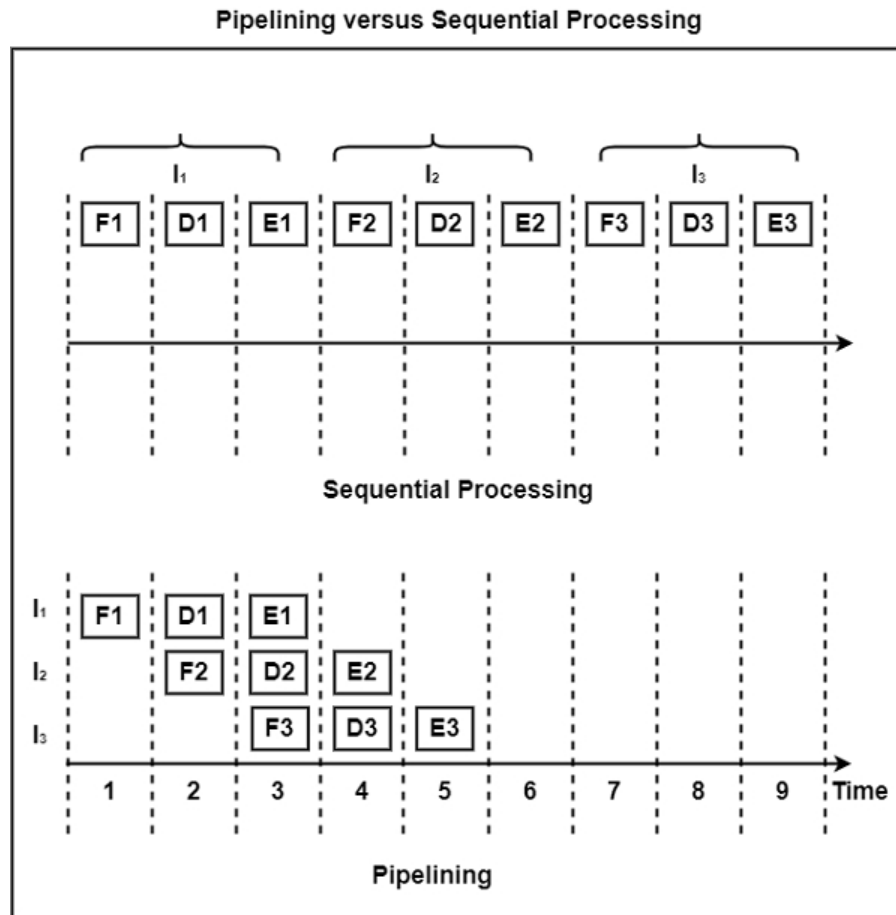 Pipelining versus Sequential Processing
I₁ I₂ I₃
F1 D1 E1 F2 D2 E2 F3 D3 E3
Sequential Processing
I₁ F1 D1 E1
I₂ F2 D2 E2
I₃ F3 D3 E3
1 2 3 4 5 6 7 8 9 Time
Pipelining